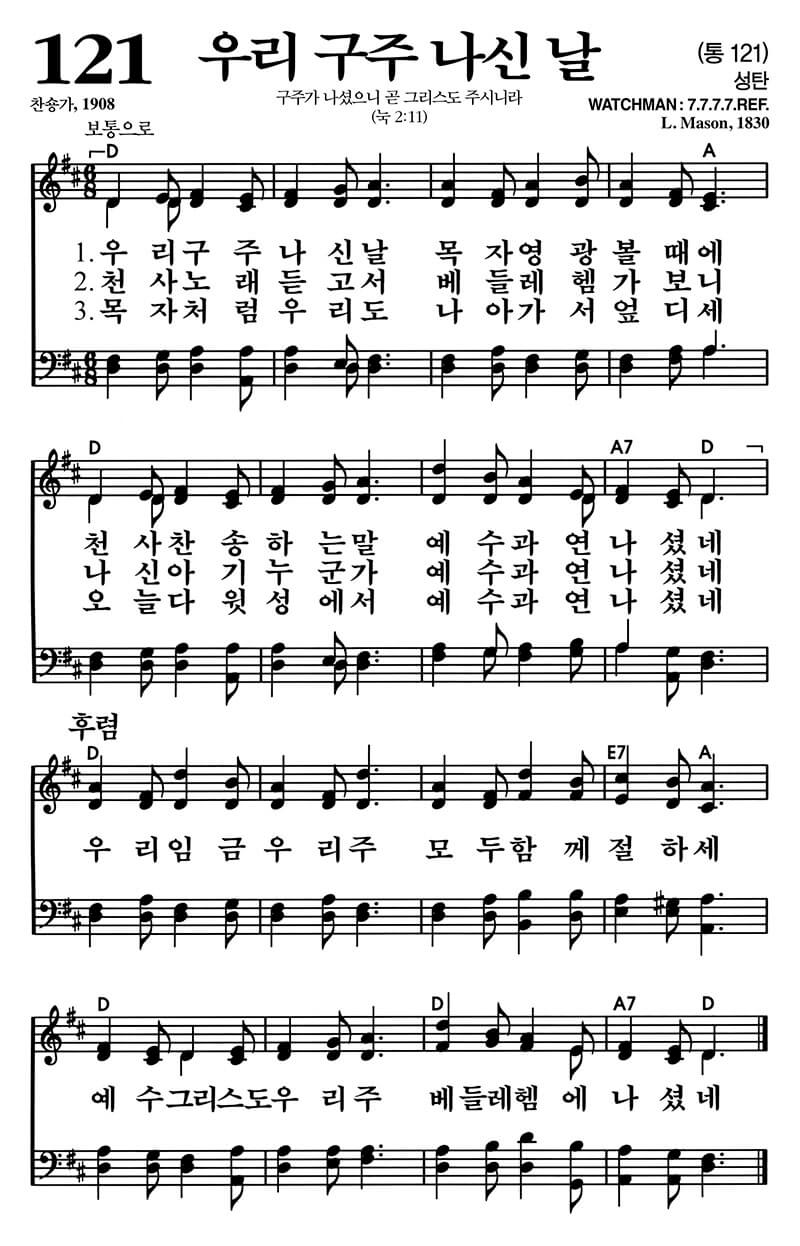 121 우리 구주 나신 날 (통 121)
성탄
찬송가, 1908 구주가 나셨으니 곧 그리스도 주시니라 WATCHMAN : 7.7.7.7.REF.
(눅 2:11) L. Mason, 1830
보통으로
D A
6 8
1. 우 리구 주 나 신날 목 자영 광 볼 때에
2. 천 사노 래 듣 고서 베 들레 헴 가 보니
3. 목 자처 럼 우 리도 나 아가 서 엎 디세
6 8
D A7 D
천 사찬 송 하 는말 예 수과 연 나 셨네
나 신아 기 누 군가 예 수과 연 나 셨네
오 늘다 윗 성 에서 예 수과 연 나 셨네
후렴
D E7 A
우 리임 금 우 리주 모 두함 께 절 하세
D D A7 D
예 수그리스도우 리 주 베들레헴 에 나 셨네